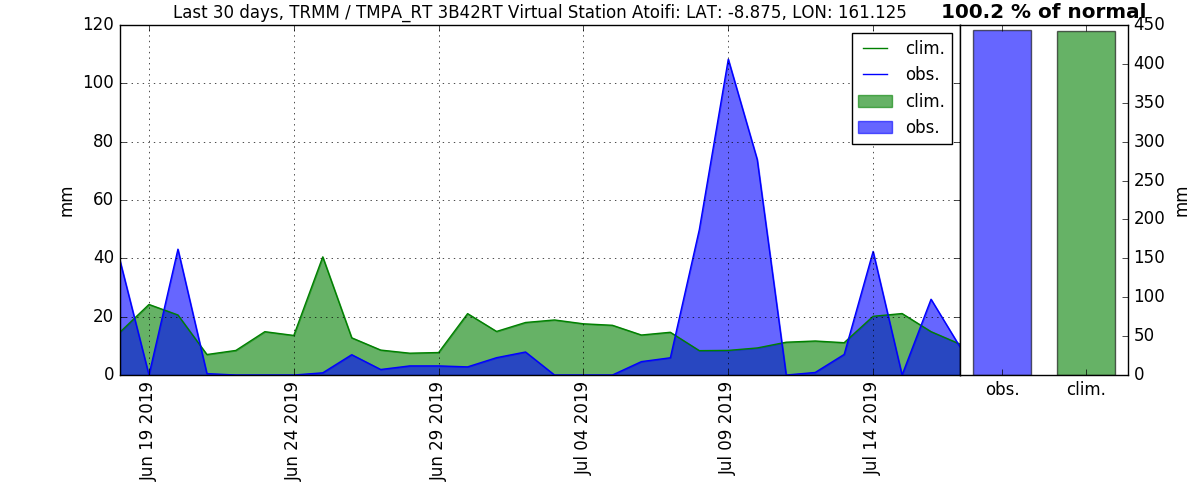 Last 30 days, TRMM / TMPA_RT 3B42RT Virtual Station Atoifi: LAT: -8.875, LON: 161.125
100.2 % of normal
120
100
80
60
40
20
0
mm
clim.
obs.
clim.
obs.
Jun 19 2019
Jun 24 2019
Jun 29 2019
Jul 04 2019
Jul 09 2019
Jul 14 2019
450
400
350
300
250
200
150
100
50
0
mm
obs.
clim.